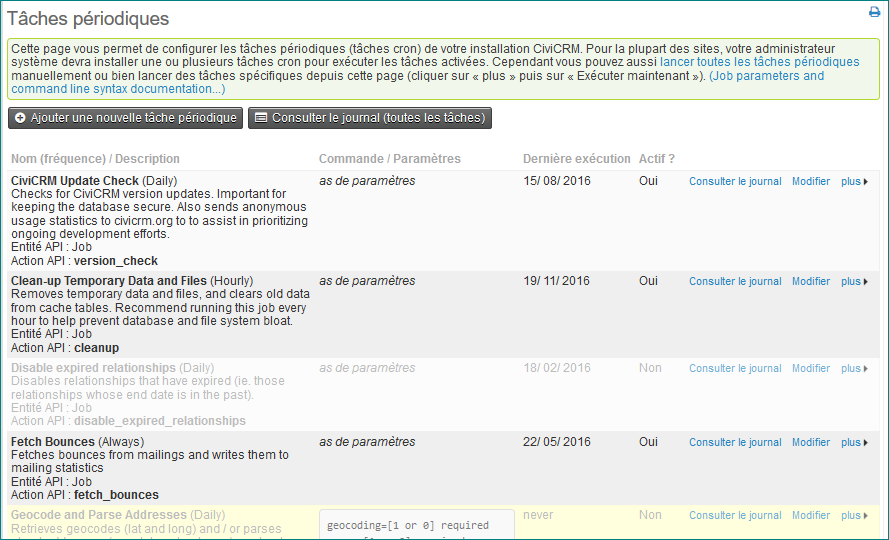 Tâches périodiques
Cette page vous permet de configurer les tâches périodiques (tâches cron) de votre installation CiviCRM. Pour la plupart des sites, votre administrateur
système devra installer une ou plusieurs tâches cron pour exécuter les tâches activées. Cependant vous pouvez aussi lancer toutes les tâches périodiques
manuellement ou bien lancer des tâches spécifiques depuis cette page (cliquer sur « plus » puis sur « Exécuter maintenant »). (Job parameters and
command line syntax documentation...)
Ajouter une nouvelle tâche périodique Consulter le journal (toutes les tâches)
Nom (fréquence) / Description Commande / Paramètres Dernière exécution Actif ?
CiviCRM Update Check (Daily) as de paramètres 15/ 08/ 2016 Oui Consulter le journal Modifier plus
Checks for CiviCRM version updates. Important for
keeping the database secure. Also sends anonymous
usage statistics to civicrm.org to to assist in prioritizing
ongoing development efforts.
Entité API : Job
Action API : version_check
Clean-up Temporary Data and Files (Hourly) as de paramètres 19/ 11/ 2016 Oui Consulter le journal Modifier plus
Removes temporary data and files, and clears old data
from cache tables. Recommend running this job every
hour to help prevent database and file system bloat.
Entité API : Job
Action API : cleanup
Disable expired relationships (Daily) as de paramètres 18/ 02/ 2016 Non Consulter le journal Modifier plus
Disables relationships that have expired (ie. those
relationships whose end date is in the past).
Entité API : Job
Action API : disable_expired_relationships
Fetch Bounces (Always) as de paramètres 22/ 05/ 2016 Oui Consulter le journal Modifier plus
Fetches bounces from mailings and writes them to
mailing statistics
Entité API : Job
Action API : fetch_bounces
Geocode and Parse Addresses (Daily) geocoding=[1 or 0] required never Non Consulter le journal Modifier plus
Retrieves geocodes (lat and long) and / or parses